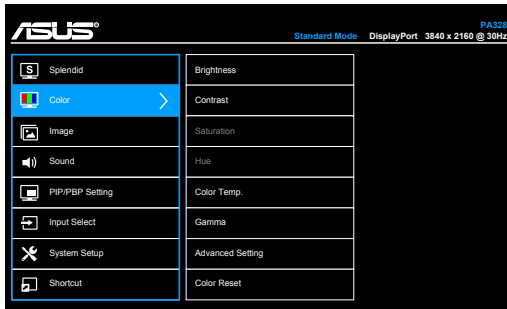 ASUS
PA328
Standard Mode DisplayPort 3840 x 2160 @ 30Hz
S Splendid
Color
Image
Sound
PIP/PBP Setting
Input Select
System Setup
Shortcut
Brightness
Contrast
Saturation
Hue
Color Temp.
Gamma
Advanced Setting
Color Reset